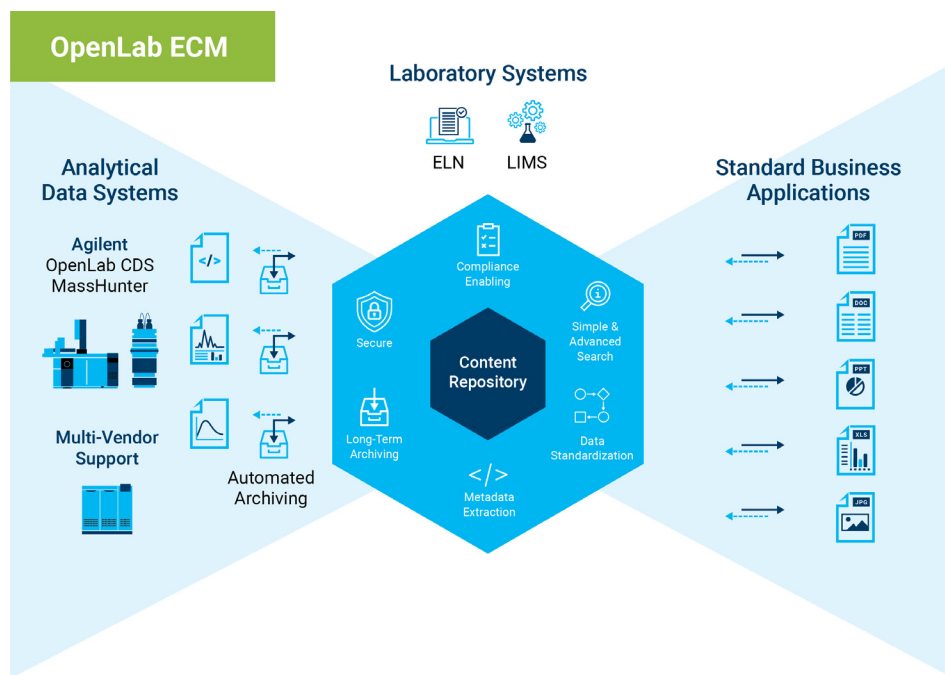 OpenLab ECM
Laboratory Systems
ELN
LIMS
Analytical
Data Systems
Agilent
OpenLab CDS
MassHunter
</>
Multi-Vendor
Support
Automated
Archiving
Compliance
Enabling
Secure
Simple &
Advanced
Search
Content
Repository
Long-Term
Archiving
Data
Standardization
</>
Metadata
Extraction
Standard Business
Applications
PDF
DOC
PPT
XLS
JPG